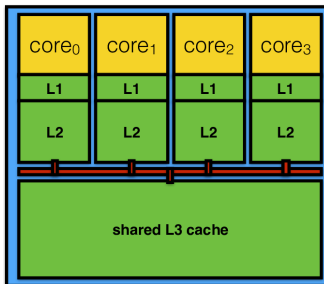 core₀ core₁ core₂ core₃
L1 L1 L1 L1
L2 L2 L2 L2
shared L3 cache